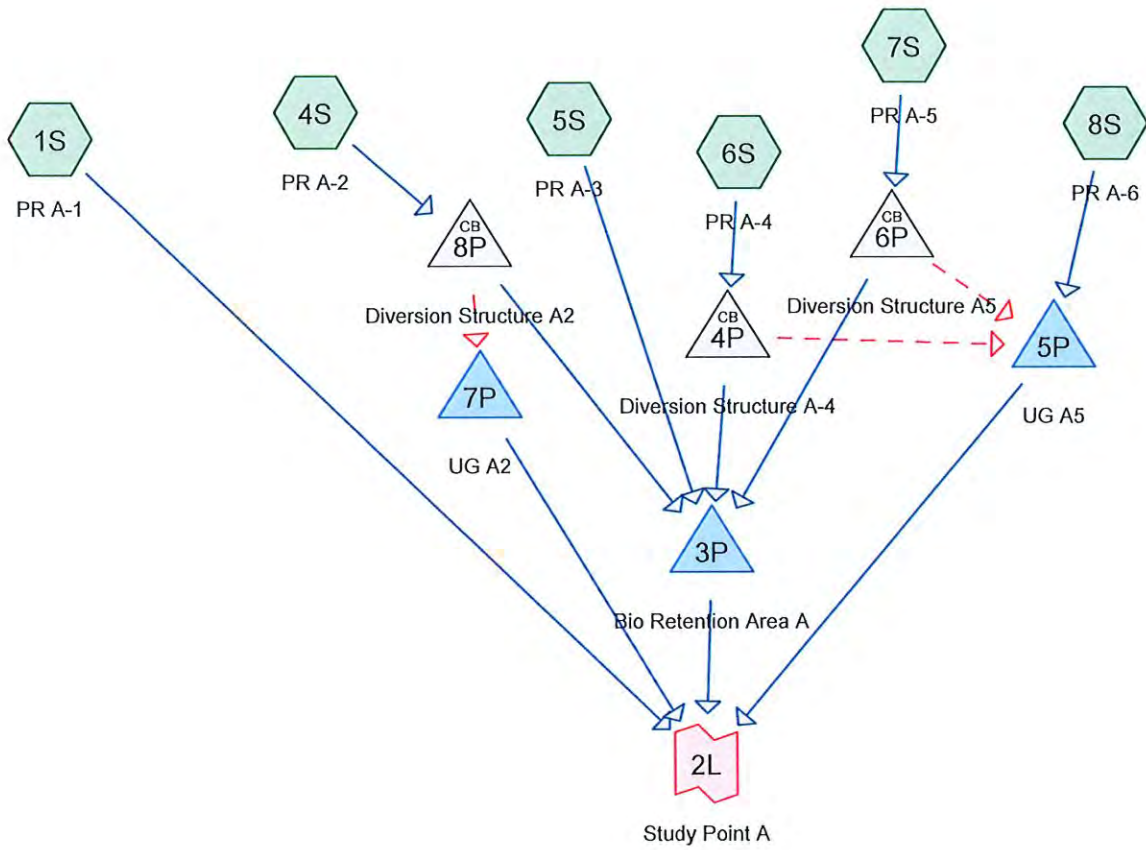 7S
PR A-5
4S
PR A-2
5S
PR A-3
8S
PR A-6
1S
PR A-1
6S
PR A-4
CB
8P
Diversion Structure A2
CB
6P
Diversion Structure A5
CB
4P
Diversion Structure A-4
5P
UG A5
7P
UG A2
3P
Bio Retention Area A
2L
Study Point A